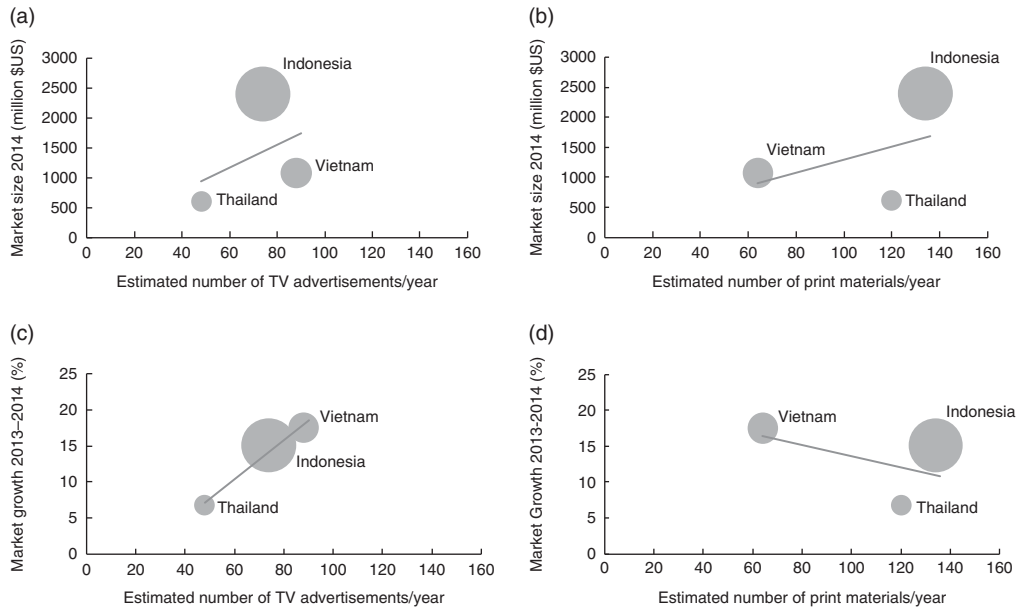 (a)
Market size 2014 (million $US)
3000
2500
2000
1500
1000
500
0
Indonesia
Vietnam
Thailand
0 20 40 60 80 100 120 140 160
Estimated number of TV advertisements/year
(b)
Market size 2014 (million $US)
3000
2500
2000
1500
1000
500
0
Indonesia
Vietnam
Thailand
0 20 40 60 80 100 120 140 160
Estimated number of print materials/year
(c)
Market growth 2013–2014 (%)
25
20
15
10
5
0
Vietnam
Indonesia
Thailand
0 20 40 60 80 100 120 140 160
Estimated number of TV advertisements/year
(d)
Market Growth 2013-2014 (%)
25
20
15
10
5
0
Vietnam
Indonesia
Thailand
0 20 40 60 80 100 120 140 160
Estimated number of print materials/year